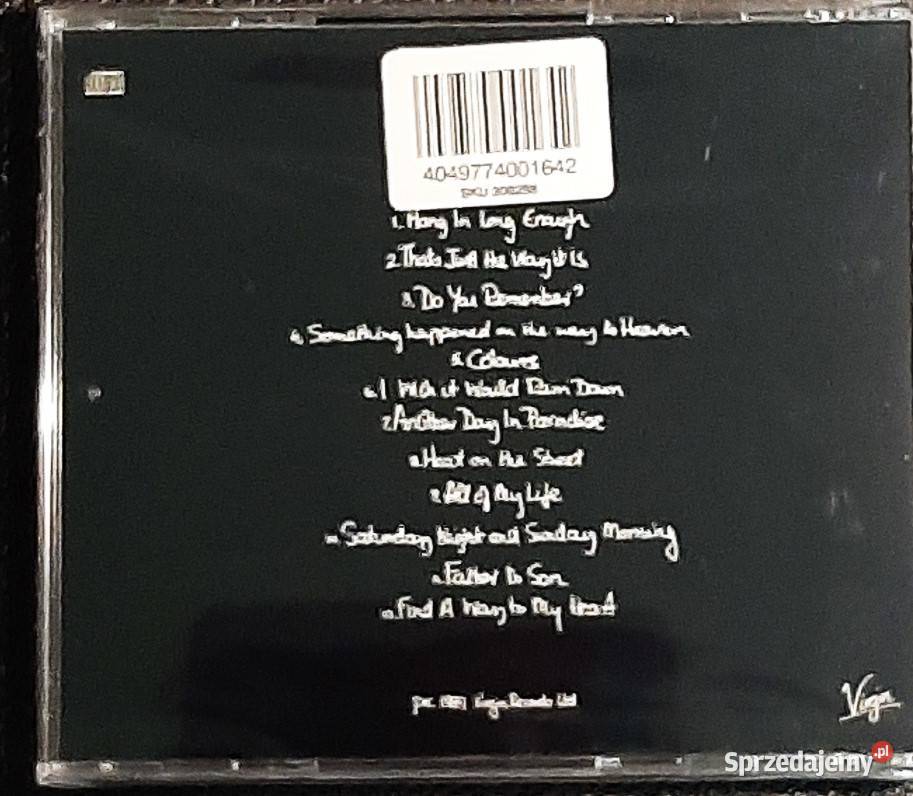 4049774001642
SKU 200258
1. Hang In Long Enough
2. Thats Just the Way it Is
3. Do You Remember?
4. Something happened on the way to Heaven
5. Colours
6. I Wish it Would Rain Down
7. Another Day In Paradise
8. Heat on the Street
9. All of My Life
10. Saturday Night and Sunday Morning
11. Father to Son
12. Find A Way to My Heart
1989 Virgin Records Ltd
Virgin
Sprzedajemy.pl